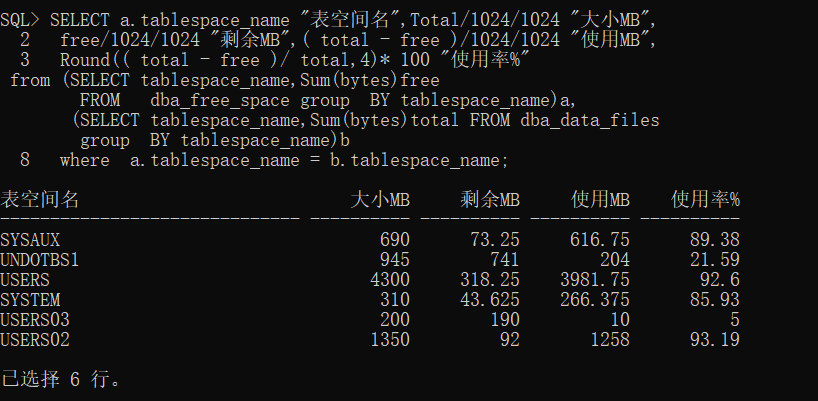 SQL> SELECT a.tablespace_name "表空间名",Total/1024/1024 "大小MB",
  2   free/1024/1024 "剩余MB",( total - free )/1024/1024 "使用MB",
  3   Round(( total - free )/ total,4)* 100 "使用率%"
 from (SELECT tablespace_name,Sum(bytes)free
        FROM   dba_free_space group  BY tablespace_name)a,
       (SELECT tablespace_name,Sum(bytes)total FROM dba_data_files
        group  BY tablespace_name)b
  8   where  a.tablespace_name = b.tablespace_name;
表空间名                           大小MB     剩余MB     使用MB    使用率%
------------------------------ ---------- ---------- ---------- ----------
SYSAUX                                690      73.25     616.75      89.38
UNDOTBS1                              945        741        204      21.59
USERS                                4300     318.25    3981.75       92.6
SYSTEM                                310     43.625    266.375      85.93
USERS03                               200        190         10          5
USERS02                              1350         92       1258      93.19
已选择 6 行。